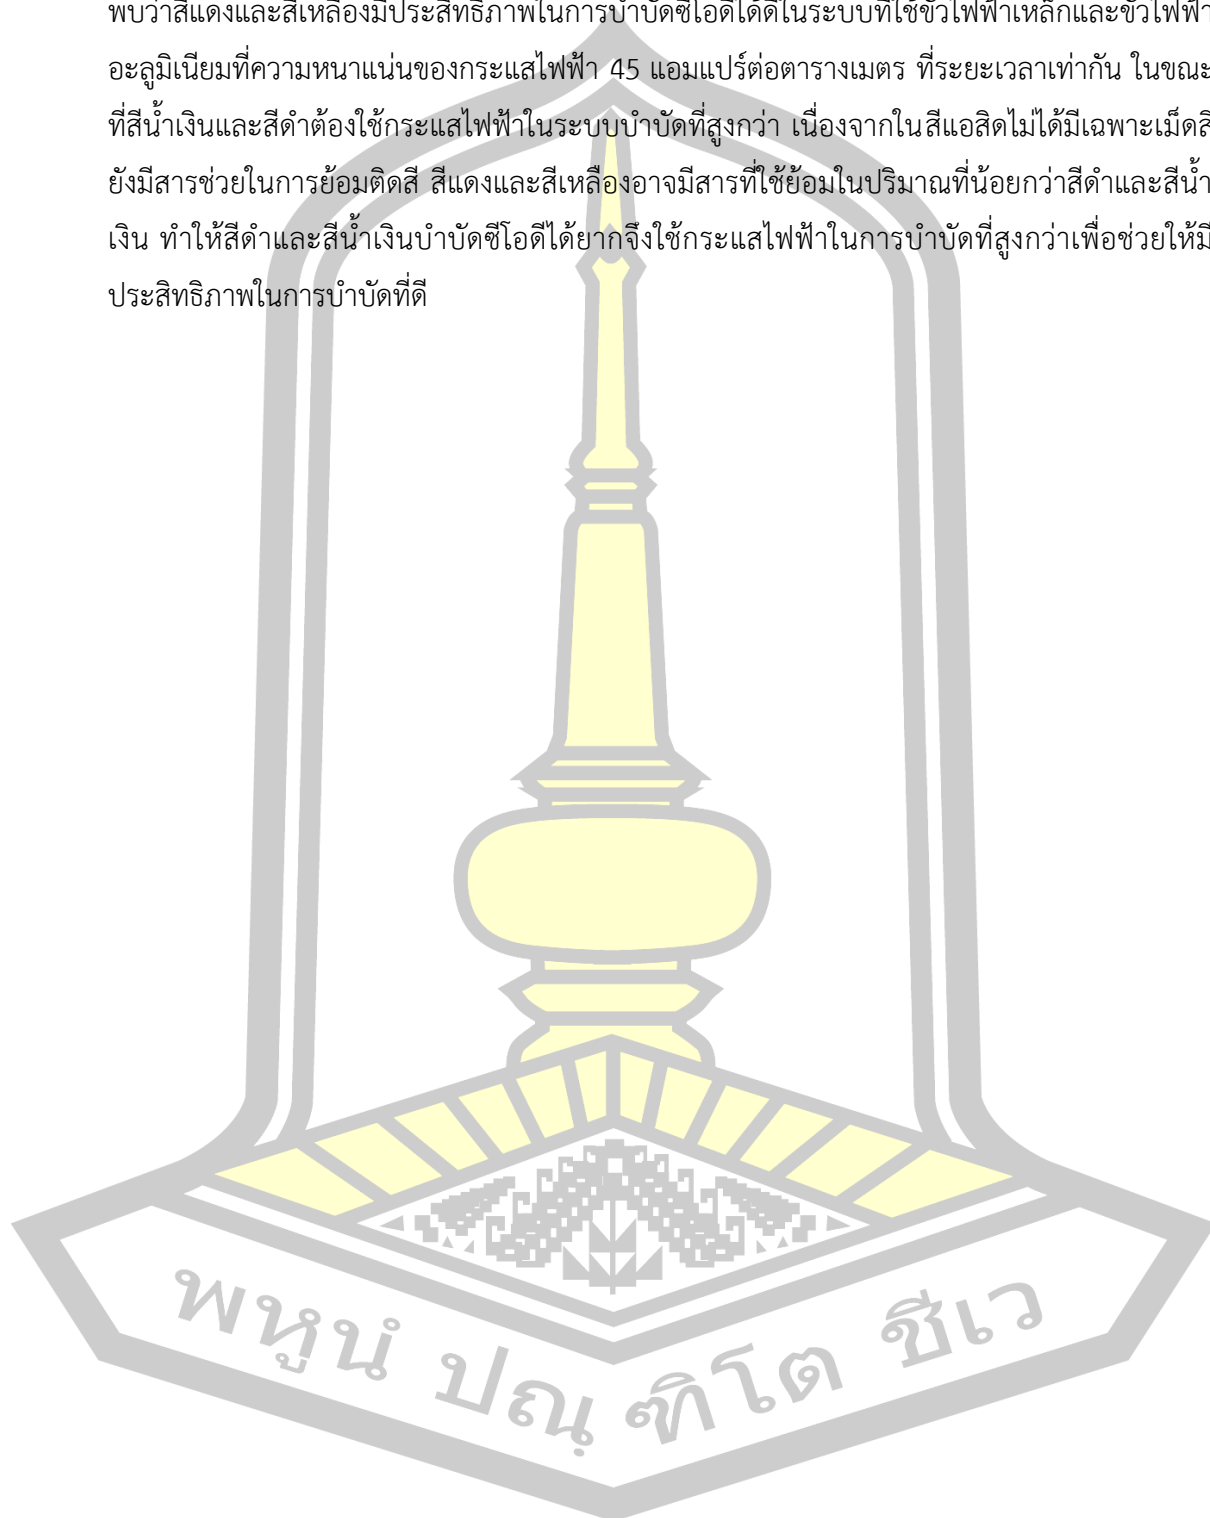 พบว่าสีแดงและสีเหลืองมีประสิทธิภาพในการบำบัดซีโอดีได้ดีในระบบที่ใช้ขั้วไฟฟ้าเหล็กและขั้วไฟฟ้า
อะลูมิเนียมที่ความหนาแน่นของกระแสไฟฟ้า 45 แอมแปร์ต่อตารางเมตร ที่ระยะเวลาเท่ากัน ในขณะ
ที่สีน้ำเงินและสีดำต้องใช้กระแสไฟฟ้าในระบบบำบัดที่สูงกว่า เนื่องจากในสีแอสิดไม่ได้มีเฉพาะเม็ดสี
ยังมีสารช่วยในการย้อมติดสี สีแดงและสีเหลืองอาจมีสารที่ใช้ย้อมในปริมาณที่น้อยกว่าสีดำและสีน้ำ
เงิน ทำให้สีดำและสีน้ำเงินบำบัดซีโอดีได้ยากจึงใช้กระแสไฟฟ้าในการบำบัดที่สูงกว่าเพื่อช่วยให้มี
ประสิทธิภาพในการบำบัดที่ดี
พหูนํ ปณฺฑิโต ชีเว